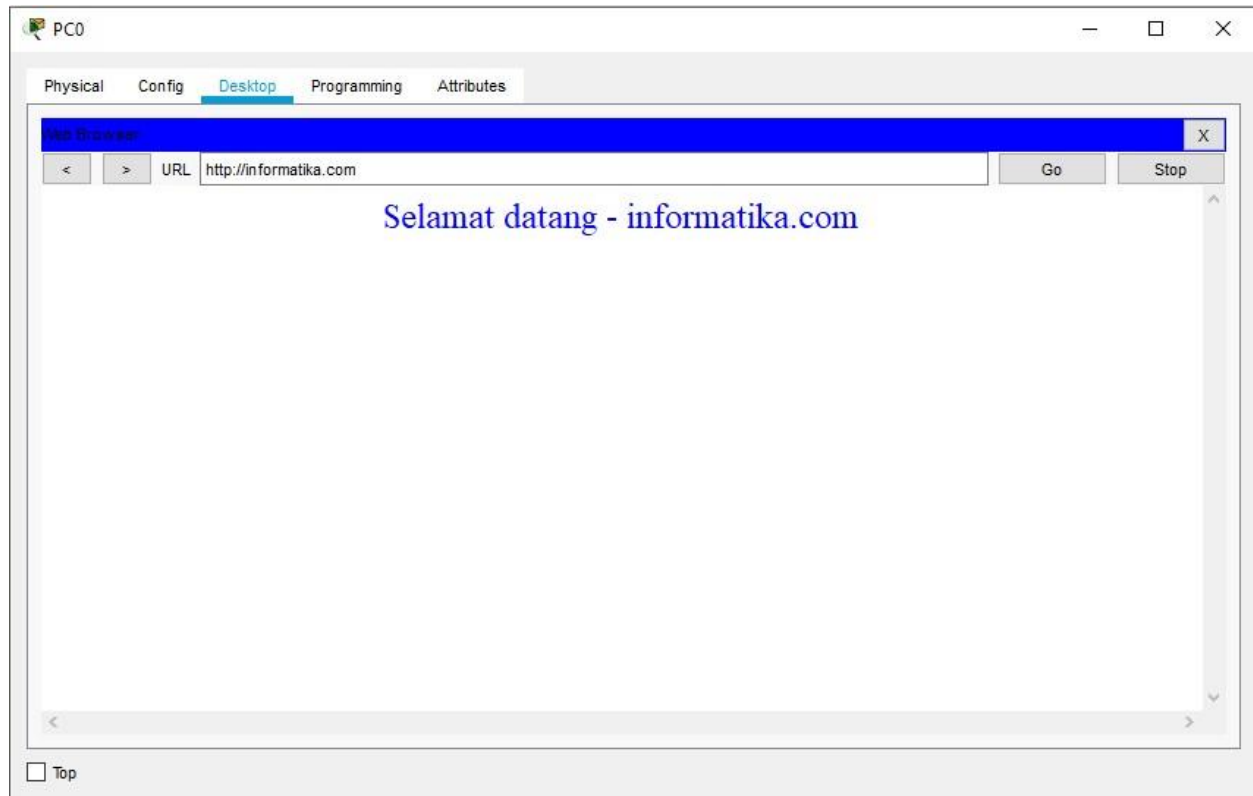 PC0
Physical Config Desktop Programming Attributes
Web Browser X
< > URL http://informatika.com Go Stop
Selamat datang - informatika.com
Top